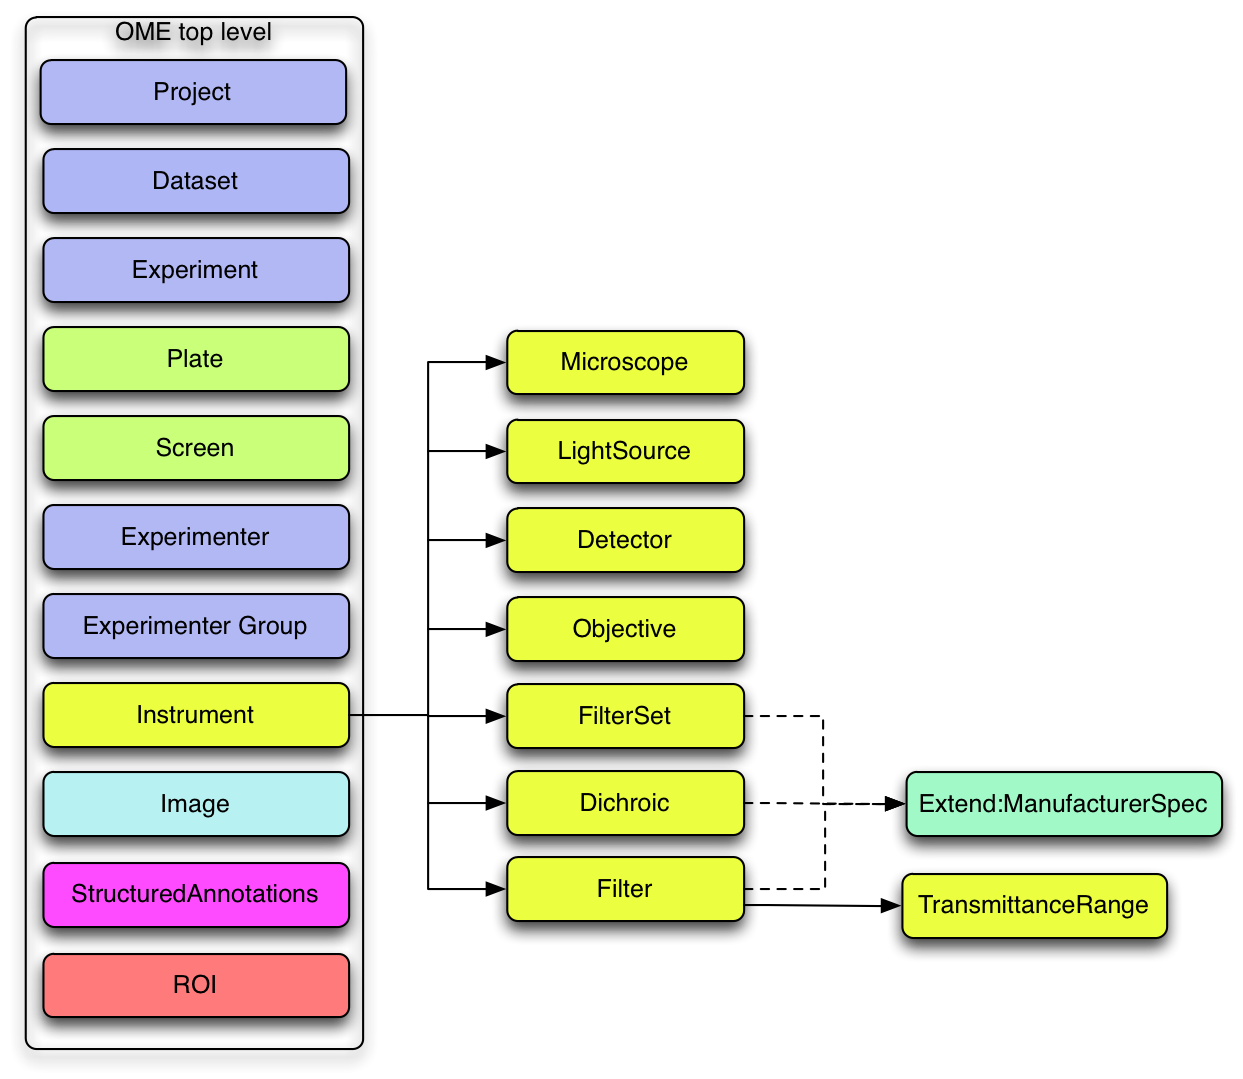 OME top level
Project
Dataset
Experiment
Plate
Screen
Experimenter
Experimenter Group
Instrument
Image
StructuredAnnotations
ROI
Microscope
LightSource
Detector
Objective
FilterSet
Dichroic
Filter
Extend:ManufacturerSpec
TransmittanceRange